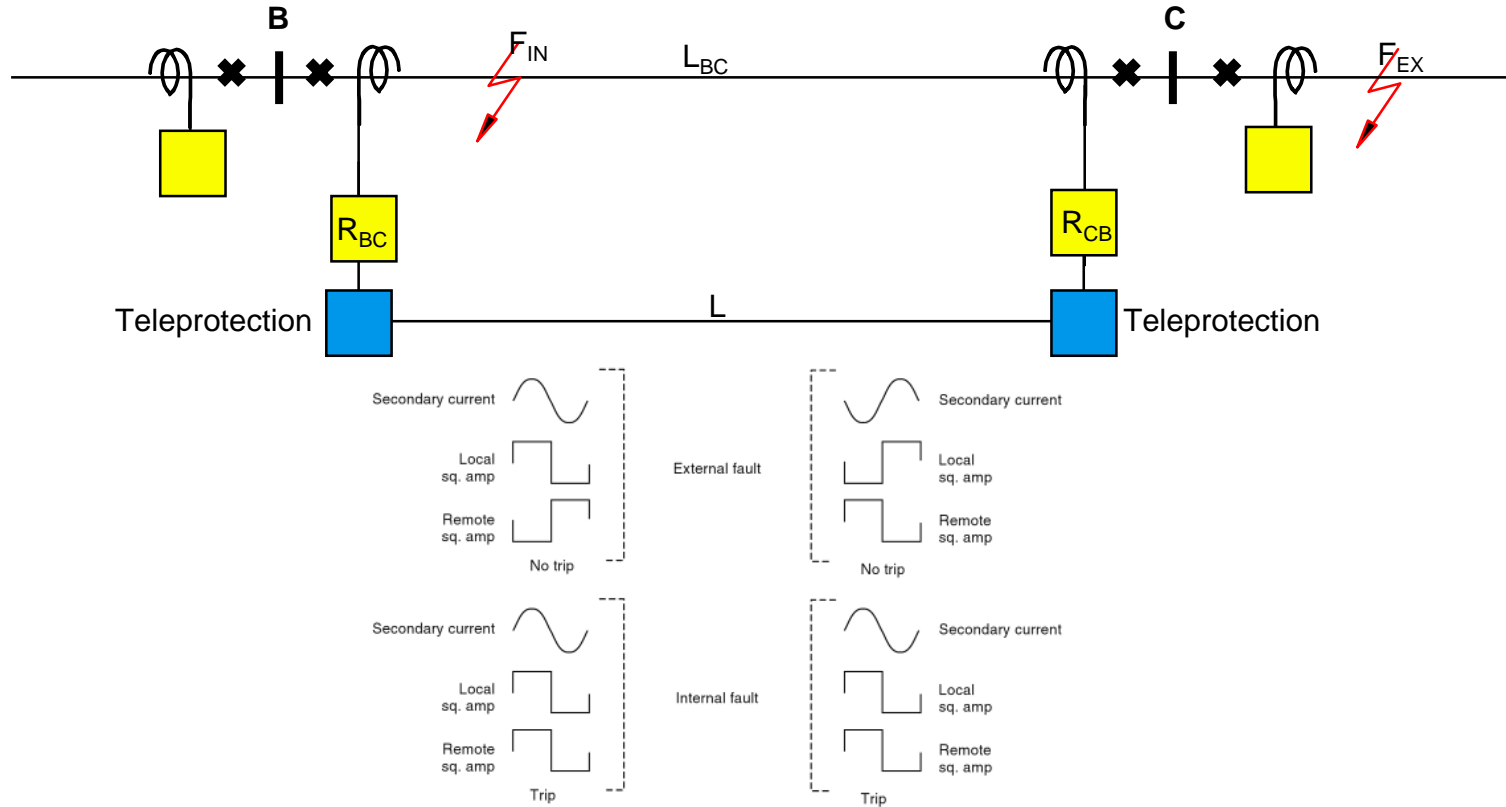 B
C
F_IN
L_BC
F_EX
R_BC
R_CB
Teleprotection
L
Teleprotection
Secondary current
Local
sq. amp
Remote
sq. amp
No trip
External fault
Secondary current
Local
sq. amp
Remote
sq. amp
No trip
Secondary current
Local
sq. amp
Remote
sq. amp
Trip
Internal fault
Secondary current
Local
sq. amp
Remote
sq. amp
Trip